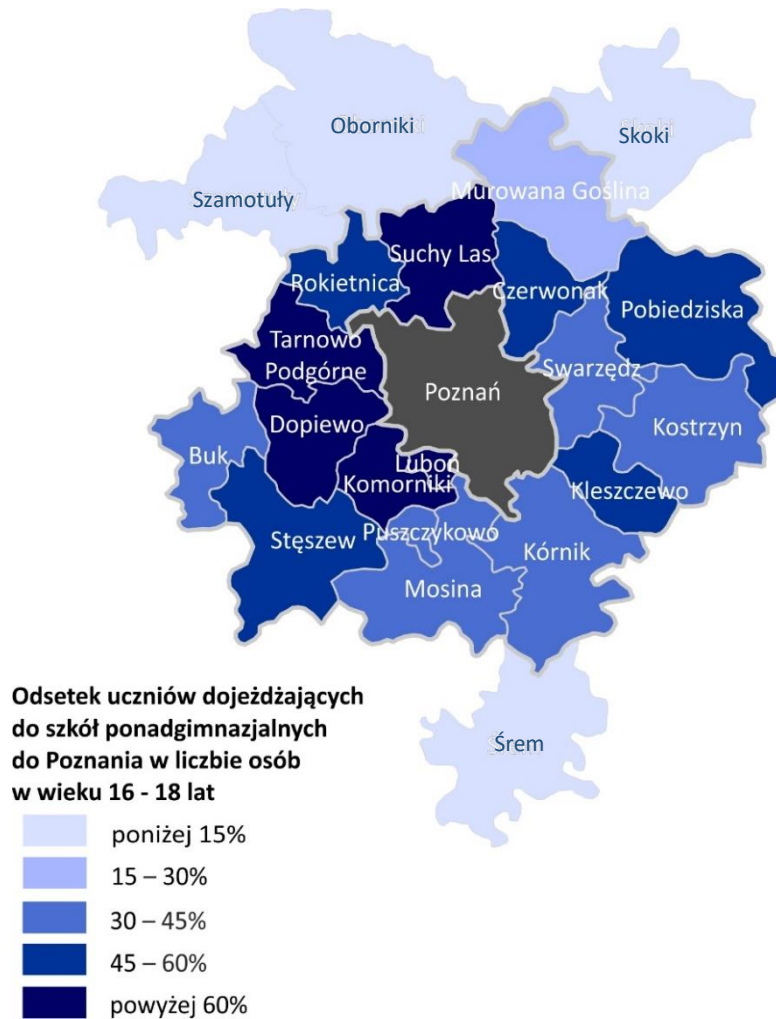 Oborniki
Skoki
Szamotuły
Murowana Goślina
Suchy Las
Rokietnica
Czerwonak
Pobiedziska
Tarnowo
Podgórne
Swarzędz
Poznań
Dopiewo
Kostrzyn
Buk
Luboń
Komorniki
Kleszczewo
Stęszew
Puszczykowo
Kórnik
Mosina
Śrem
Odsetek uczniów dojeżdżających
do szkół ponadgimnazjalnych
do Poznania w liczbie osób
w wieku 16 - 18 lat
poniżej 15%
15 – 30%
30 – 45%
45 – 60%
powyżej 60%